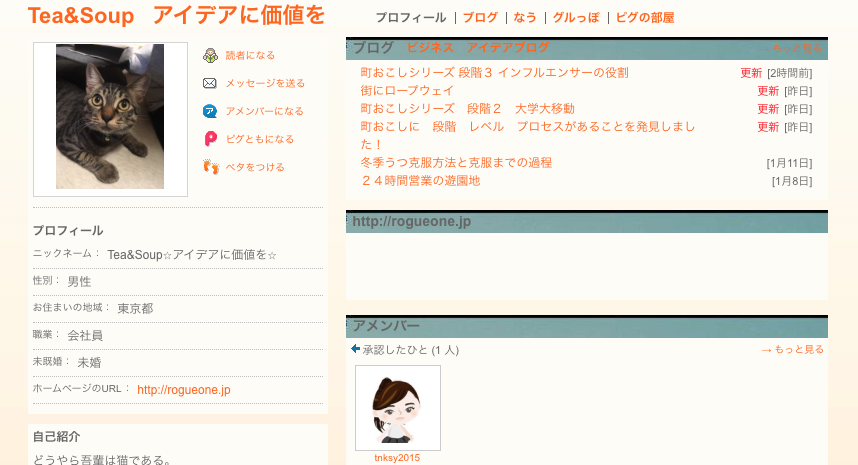 Tea&Soup アイデアに価値を
プロフィール | ブログ | なう | グルっぽ | ピグの部屋
読者になる
メッセージを送る
アメンバーになる
ピグともになる
ペタをつける
プロフィール
ニックネーム： Tea&Soup☆アイデアに価値を☆
性別： 男性
お住まいの地域： 東京都
職業： 会社員
未既婚： 未婚
ホームページのURL： http://rogueone.jp
自己紹介
どうやら吾輩は猫である。
ブログ ビジネス アイデアブログ →もっと見る
町おこしシリーズ 段階３ インフルエンサーの役割 更新 [2時間前]
街にロープウェイ 更新 [昨日]
町おこしシリーズ 段階２ 大学大移動 更新 [昨日]
町おこしに 段階 レベル プロセスがあることを発見しまし 更新 [昨日]
た！
冬季うつ克服方法と克服までの過程 [1月11日]
２４時間営業の遊園地 [1月8日]
http://rogueone.jp
アメンバー
承認したひと (1 人) →もっと見る
tnksy2015